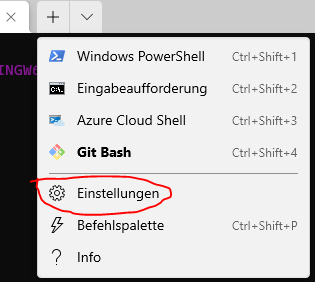 INGW6
Windows PowerShell Ctrl+Shift+1
Eingabeaufforderung Ctrl+Shift+2
Azure Cloud Shell Ctrl+Shift+3
Git Bash Ctrl+Shift+4
Einstellungen
Befehlspalette Ctrl+Shift+P
Info